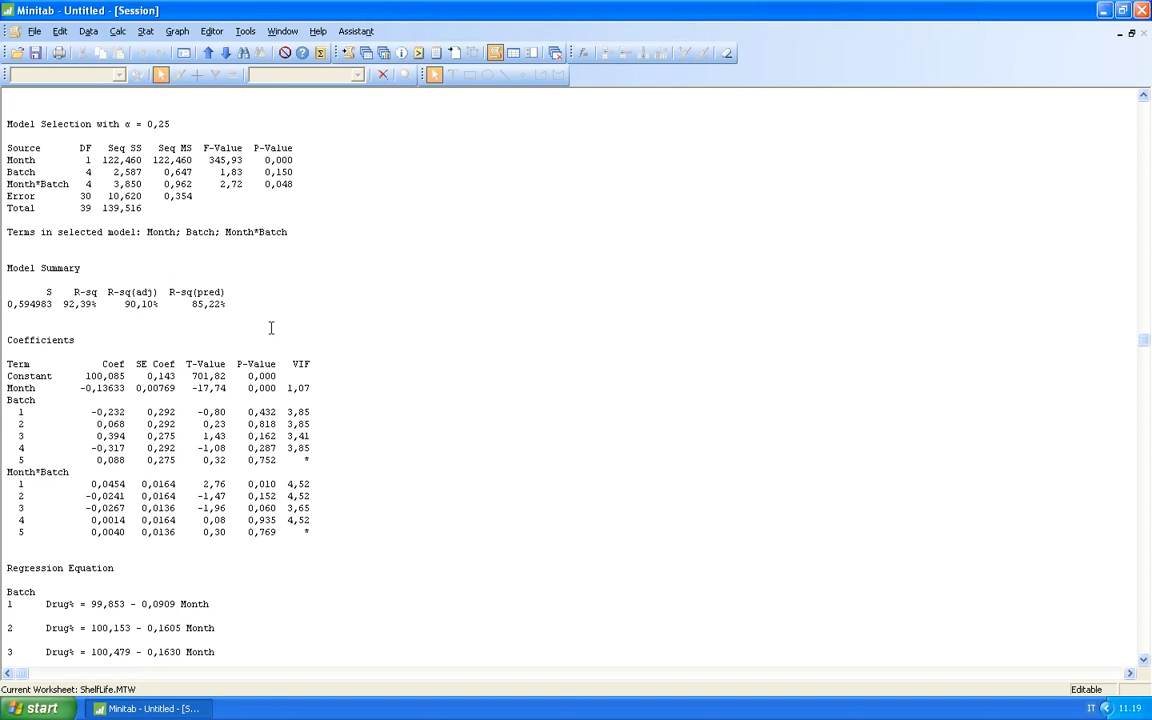 Minitab - Untitled - [Session]
File Edit Data Calc Stat Graph Editor Tools Window Help Assistant
Model Selection with α = 0,25
Source DF Seq SS Seq MS F-Value P-Value
Month 1 122,460 122,460 345,93 0,000
Batch 4 2,587 0,647 1,83 0,150
Month*Batch 4 3,850 0,962 2,72 0,048
Error 30 10,620 0,354
Total 39 139,516
Terms in selected model: Month; Batch; Month*Batch
Model Summary
S R-sq R-sq(adj) R-sq(pred)
0,594983 92,39% 90,10% 85,22%
Coefficients
Term Coef SE Coef T-Value P-Value VIF
Constant 100,085 0,143 701,82 0,000
Month -0,13633 0,00769 -17,74 0,000 1,07
Batch
1 -0,232 0,292 -0,80 0,432 3,85
2 0,068 0,292 0,23 0,818 3,85
3 0,394 0,275 1,43 0,162 3,41
4 -0,317 0,292 -1,08 0,287 3,85
5 0,088 0,275 0,32 0,752 *
Month*Batch
1 0,0454 0,0164 2,76 0,010 4,52
2 -0,0241 0,0164 -1,47 0,152 4,52
3 -0,0267 0,0136 -1,96 0,060 3,65
4 0,0014 0,0164 0,08 0,935 4,52
5 0,0040 0,0136 0,30 0,769 *
Regression Equation
Batch
1 Drug% = 99,853 - 0,0909 Month
2 Drug% = 100,153 - 0,1605 Month
3 Drug% = 100,479 - 0,1630 Month
Current Worksheet: ShelfLife.MTW
Editable
start
Minitab - Untitled - [S...
IT
11.19